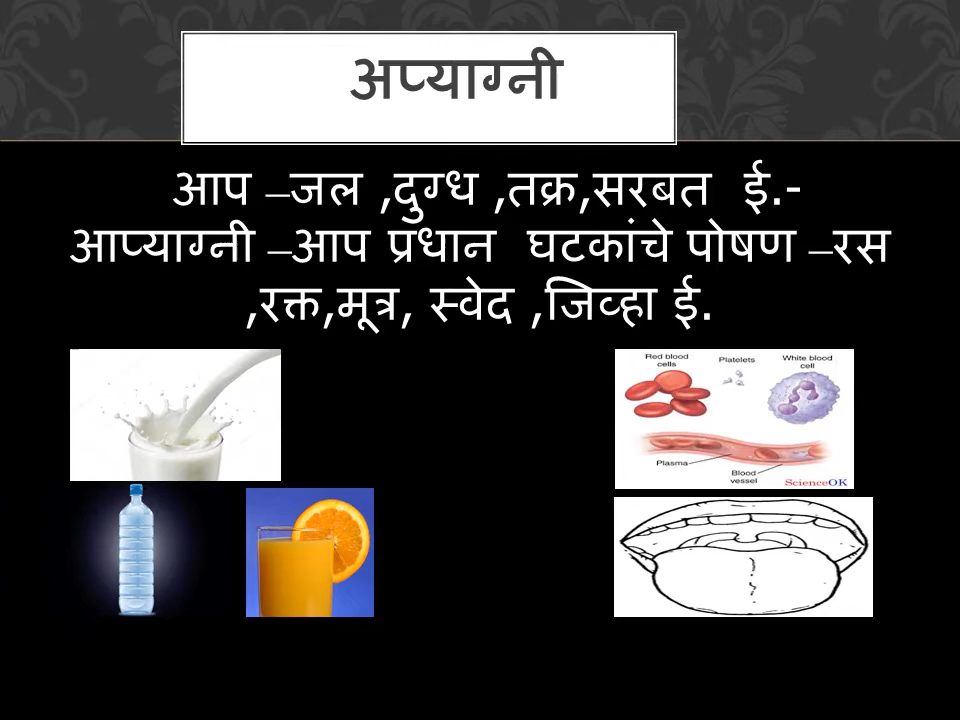 अप्याग्नी
आप –जल ,दुग्ध ,तक्र,सरबत ई.-
आप्याग्नी –आप प्रधान घटकांचे पोषण –रस
,रक्त,मूत्र, स्वेद ,जिव्हा ई.
Red blood cells
Platelets
White blood cell
Plasma
Blood vessel
ScienceOK